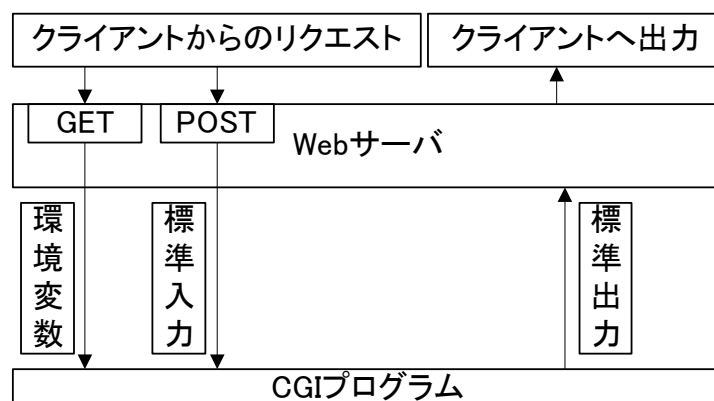 クライアントからのリクエスト
クライアントへ出力
GET
POST
Webサーバ
環境変数
標準入力
標準出力
CGIプログラム